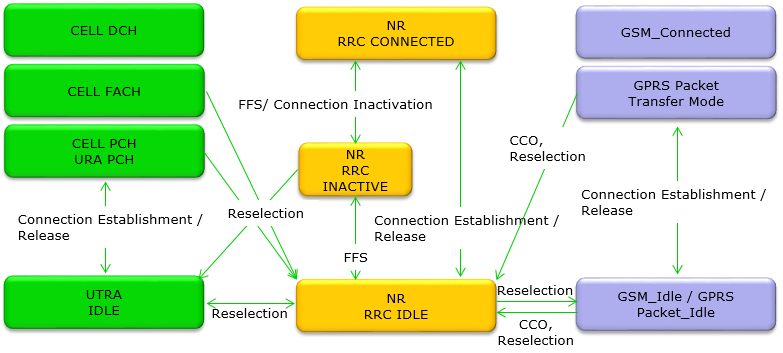 CELL DCH
NR
RRC CONNECTED
GSM_Connected
CELL FACH
GPRS Packet
Transfer Mode
FFS/ Connection Inactivation
CELL PCH
URA PCH
NR
RRC
INACTIVE
CCO,
Reselection
Connection Establishment /
Release
Reselection
Connection Establishment /
Release
Connection Establishment /
Release
FFS
UTRA
IDLE
Reselection
NR
RRC IDLE
Reselection
CCO,
Reselection
GSM_Idle / GPRS
Packet_Idle